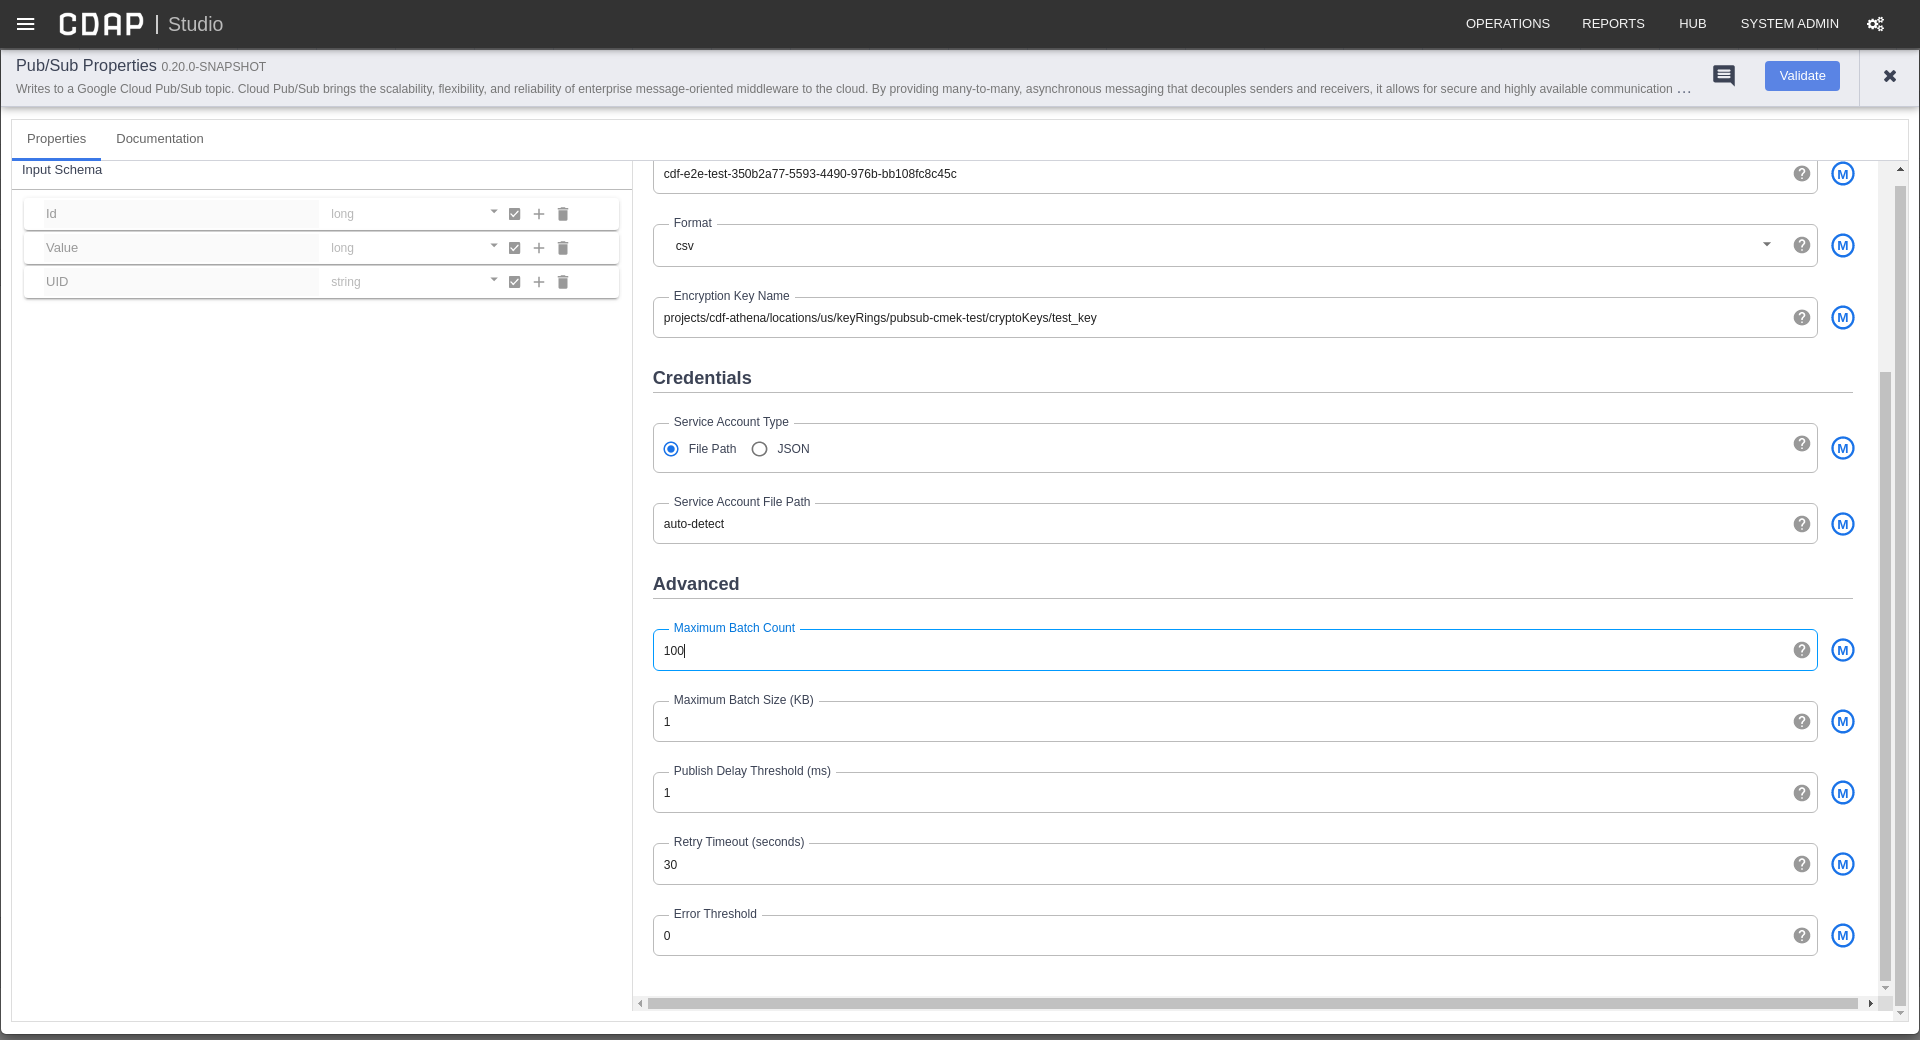 CDAP | Studio
OPERATIONS REPORTS HUB SYSTEM ADMIN
Pub/Sub Properties 0.20.0-SNAPSHOT
Writes to a Google Cloud Pub/Sub topic. Cloud Pub/Sub brings the scalability, flexibility, and reliability of enterprise message-oriented middleware to the cloud. By providing many-to-many, asynchronous messaging that decouples senders and receivers, it allows for secure and highly available communication ...
Validate
Properties Documentation
Input Schema
Id long
Value long
UID string
cdf-e2e-test-350b2a77-5593-4490-976b-bb108fc8c45c
M
Format
csv
M
Encryption Key Name
projects/cdf-athena/locations/us/keyRings/pubsub-cmek-test/cryptoKeys/test_key
M
Credentials
Service Account Type
File Path JSON
M
Service Account File Path
auto-detect
M
Advanced
Maximum Batch Count
100
M
Maximum Batch Size (KB)
1
M
Publish Delay Threshold (ms)
1
M
Retry Timeout (seconds)
30
M
Error Threshold
0
M